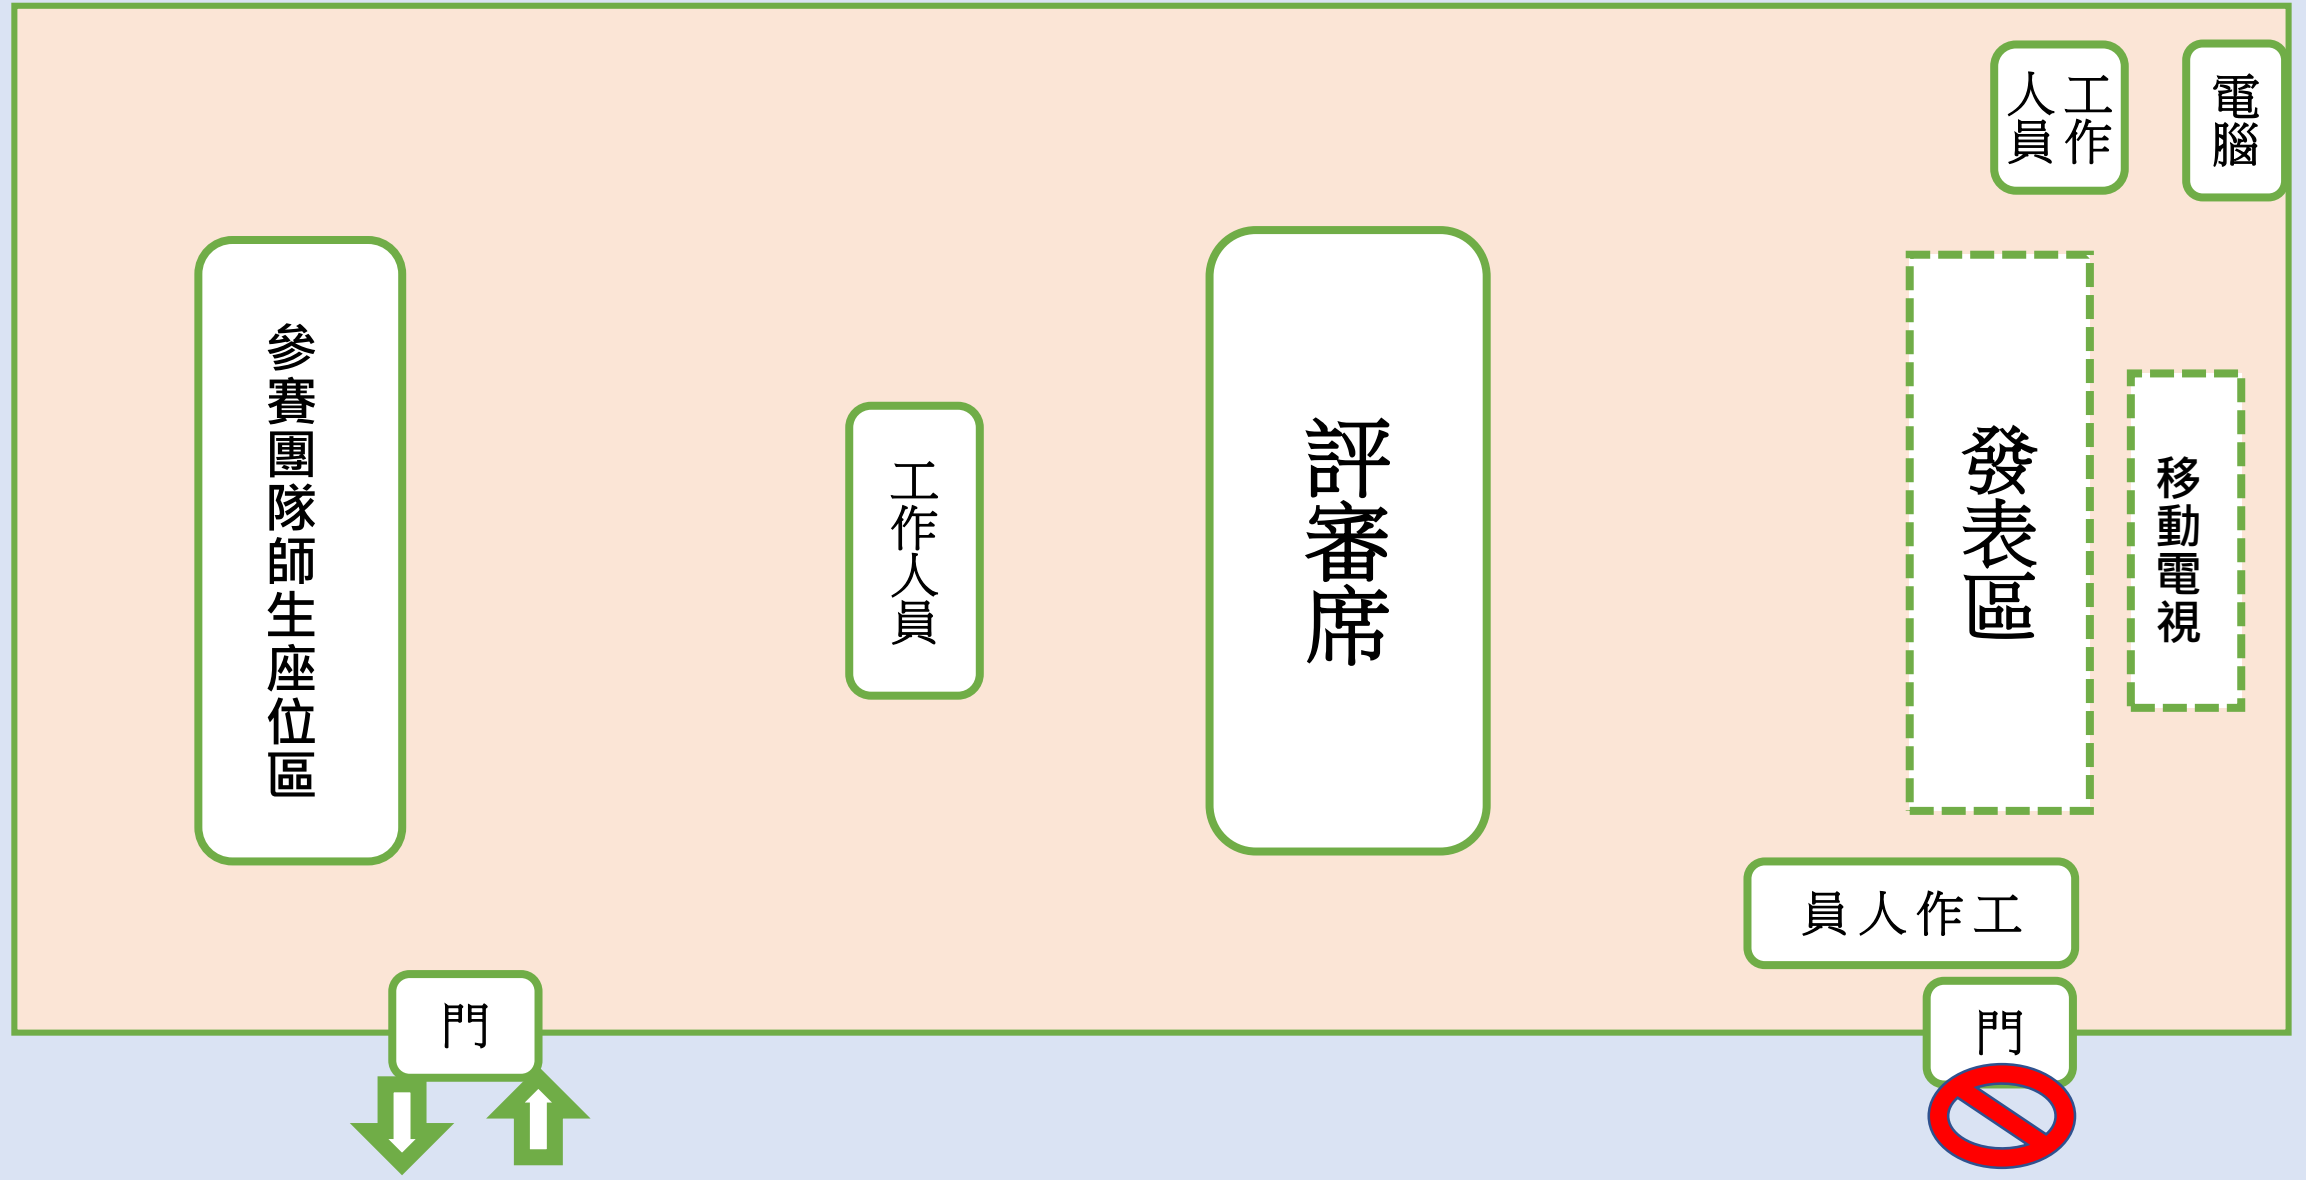 工作
人員
電腦
參賽團隊師生座位區
工作人員
評審席
發表區
移動電視
員人作工
門
門